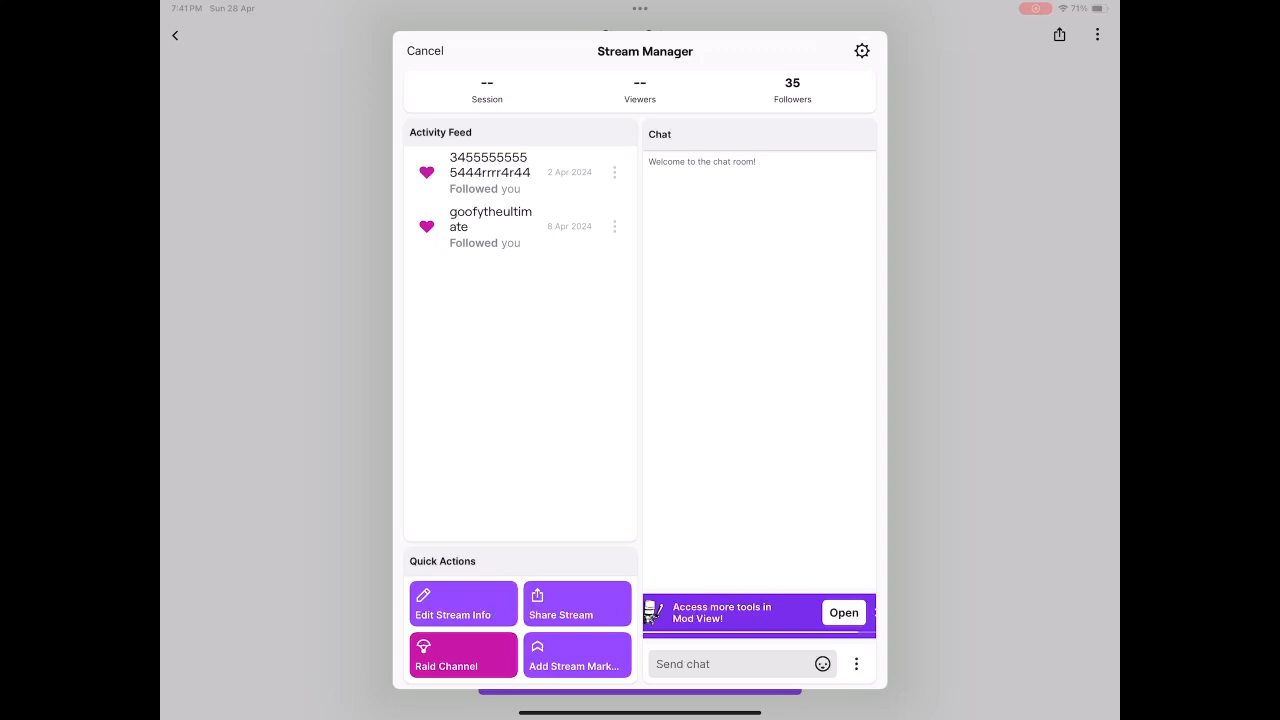 7:41 PM Sun 28 Apr
71%
Cancel
Stream Manager
--
Session
--
Viewers
35
Followers
Activity Feed
3455555555
5444rrrr4r44
Followed you
2 Apr 2024
goofytheultim
ate
Followed you
8 Apr 2024
Quick Actions
Edit Stream Info
Share Stream
Raid Channel
Add Stream Mark...
Chat
Welcome to the chat room!
Access more tools in
Mod View!
Open
Send chat